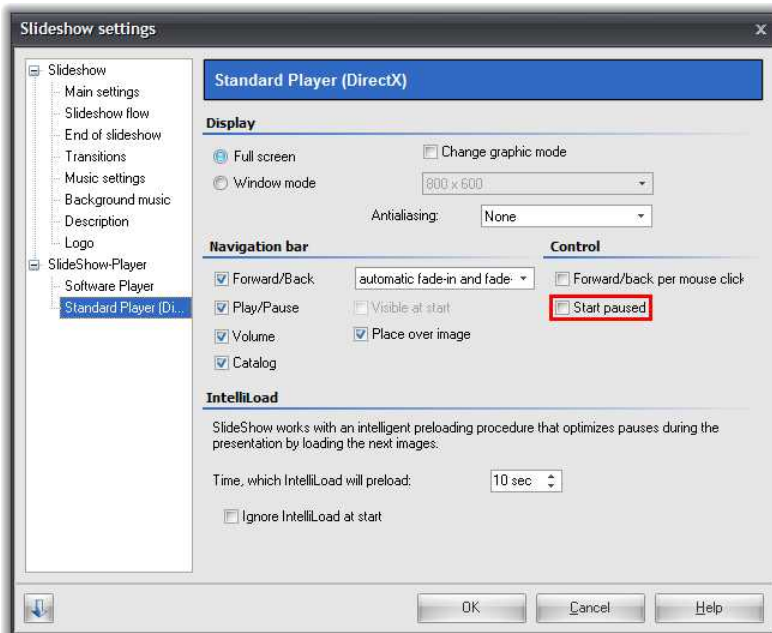 Slideshow settings
x
Slideshow
Main settings
Slideshow flow
End of slideshow
Transitions
Music settings
Background music
Description
Logo
SlideShow-Player
Software Player
Standard Player (Di...
Standard Player (DirectX)
Display
Full screen
Change graphic mode
Window mode
800 x 600
Antialiasing:
None
Navigation bar
Control
Forward/Back
automatic fade-in and fade-
Forward/back per mouse click
Play/Pause
Visible at start
Start paused
Volume
Place over image
Catalog
IntelliLoad
SlideShow works with an intelligent preloading procedure that optimizes pauses during the
presentation by loading the next images.
Time, which IntelliLoad will preload:
10 sec
Ignore IntelliLoad at start
OK
Cancel
Help